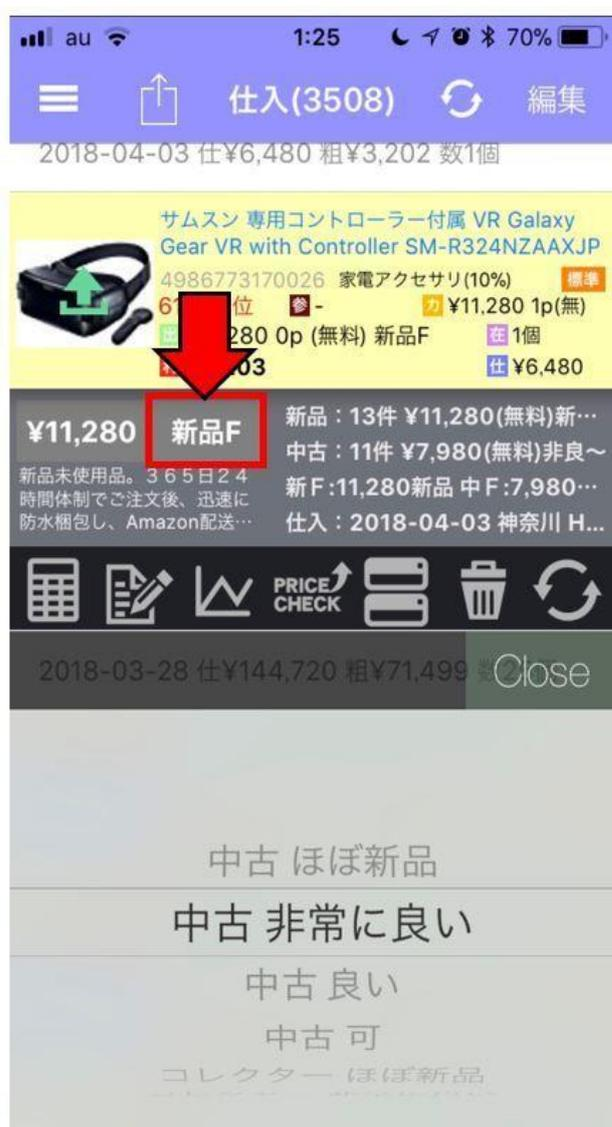 au 1:25 70%
仕入(3508) 編集
2018-04-03 仕¥6,480 粗¥3,202 数1個
サムスン 専用コントローラー付属 VR Galaxy
Gear VR with Controller SM-R324NZAAXJP
4986773170026 家電アクセサリ(10%) 標準
位 参 - カ ¥11,280 1p(無)
280 0p (無料) 新品F 在 1個
仕 ¥6,480
¥11,280 新品F
新品：13件 ¥11,280(無料)新…
中古：11件 ¥7,980(無料)非良～
新品未使用品。３６５日２４
時間体制でご注文後、迅速に
防水梱包し、Amazon配送…
新Ｆ:11,280新品 中Ｆ:7,980…
仕入：2018-04-03 神奈川 H...
PRICE
CHECK
2018-03-28 仕¥144,720 粗¥71,499
Close
中古 ほぼ新品
中古 非常に良い
中古 良い
中古 可
コレクター ほぼ新品